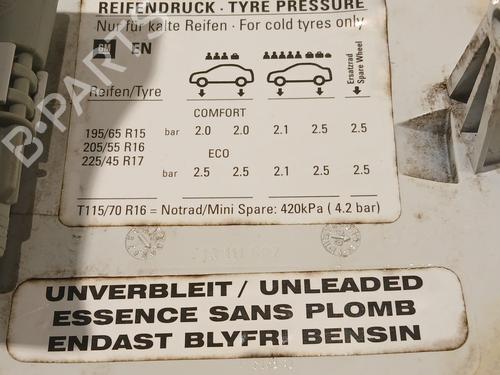 REIFENDRUCK · TYRE PRESSURE
Nur für kalte Reifen · For cold tyres only
GM EN
Ersatzrad
Spare Wheel
Reifen/Tyre
COMFORT
195/65 R15 bar 2.0 2.0 2.1 2.5 2.5
205/55 R16
ECO
225/45 R17
bar 2.5 2.5 2.1 2.5 2.5
T115/70 R16 = Notrad/Mini Spare: 420kPa ( 4.2 bar)
UNVERBLEIT / UNLEADED
ESSENCE SANS PLOMB
ENDAST BLYFRI BENSIN